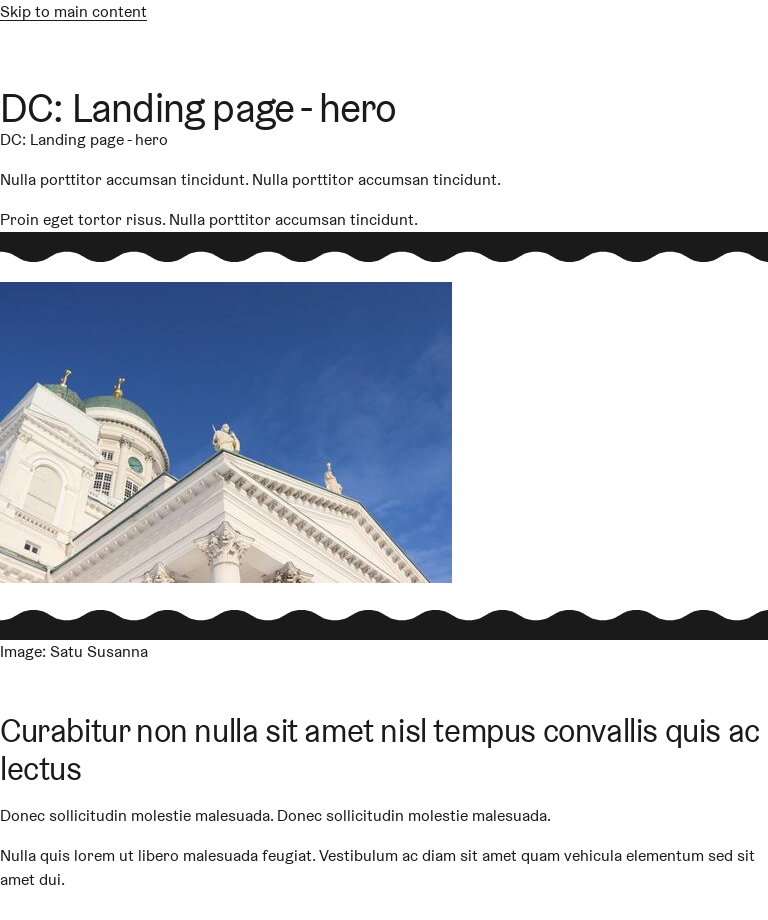 Skip to main content
DC: Landing page - hero
DC: Landing page - hero
Nulla porttitor accumsan tincidunt. Nulla porttitor accumsan tincidunt.
Proin eget tortor risus. Nulla porttitor accumsan tincidunt.
Image: Satu Susanna
Curabitur non nulla sit amet nisl tempus convallis quis ac
lectus
Donec sollicitudin molestie malesuada. Donec sollicitudin molestie malesuada.
Nulla quis lorem ut libero malesuada feugiat. Vestibulum ac diam sit amet quam vehicula elementum sed sit
amet dui.